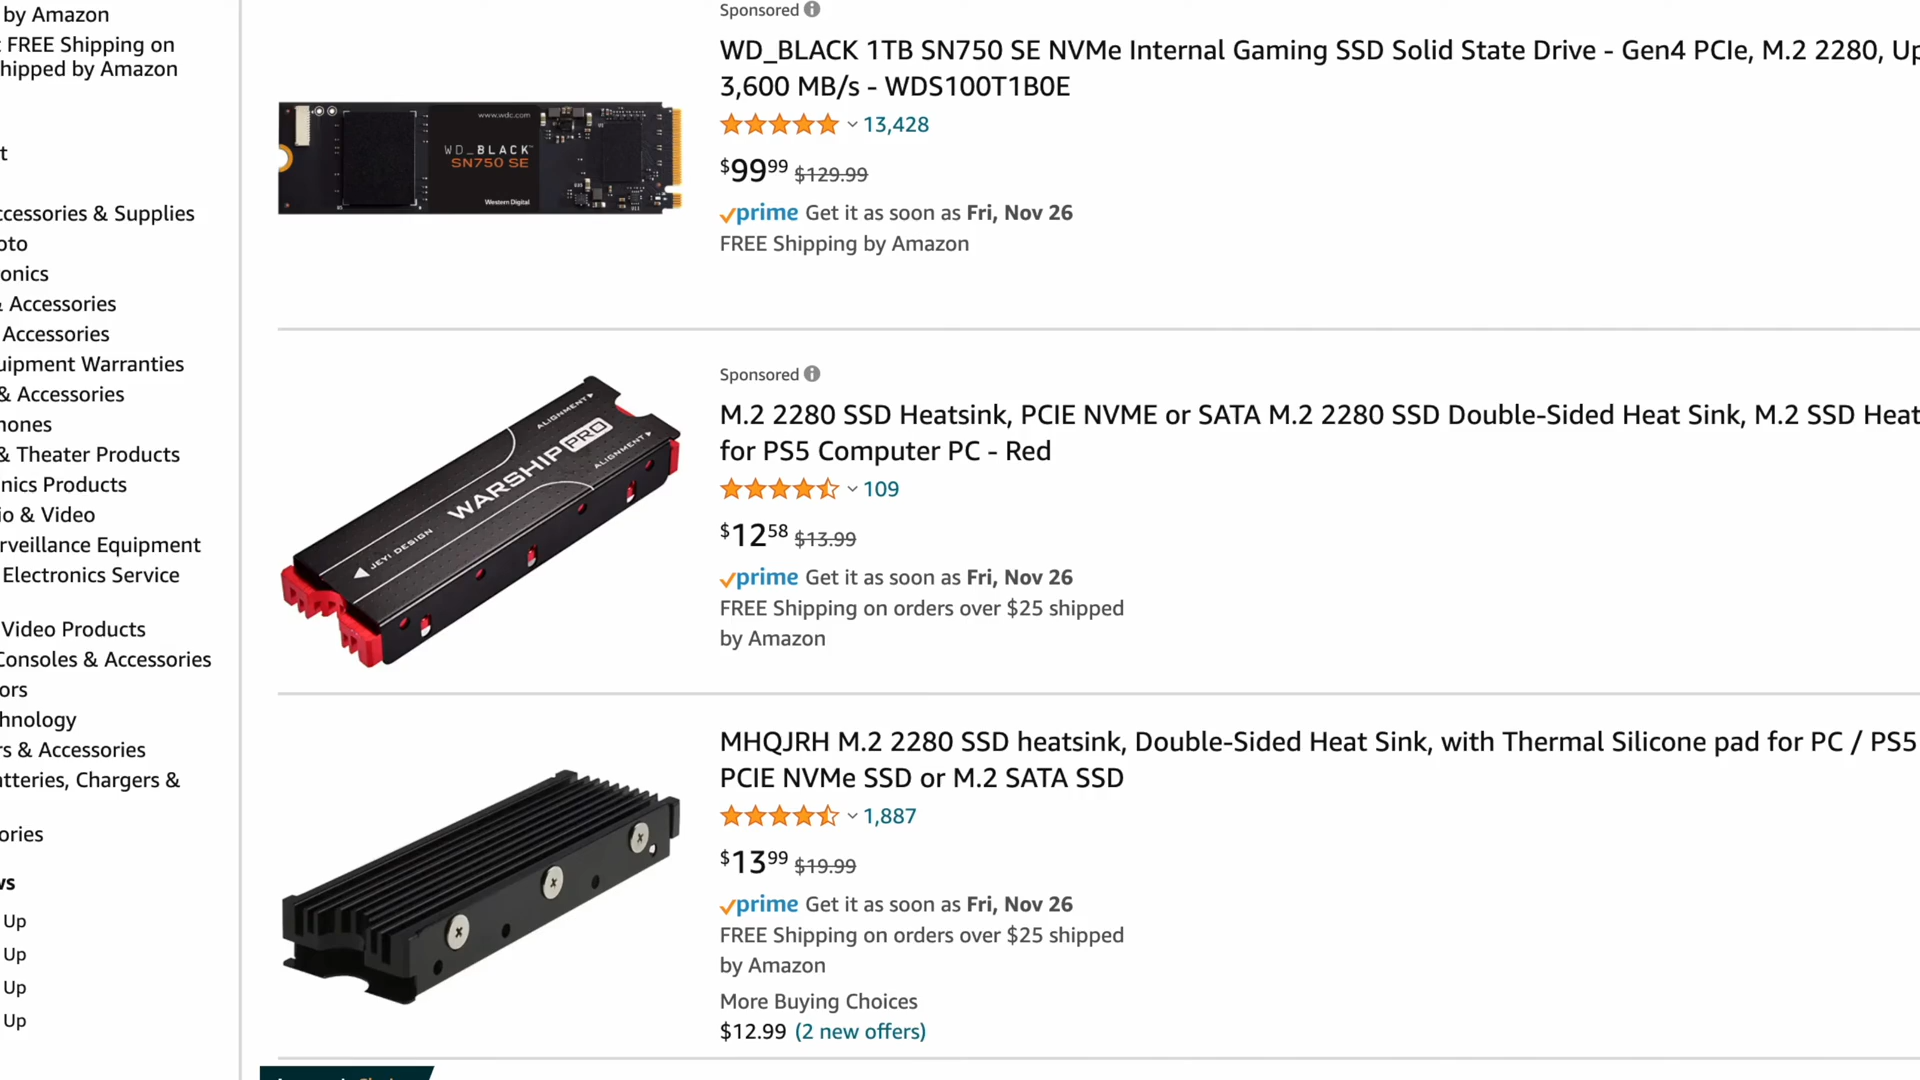 by Amazon
FREE Shipping on
hipped by Amazon
t
ccessories & Supplies
oto
onics
& Accessories
Accessories
uipment Warranties
& Accessories
hones
& Theater Products
nics Products
io & Video
rveillance Equipment
Electronics Service
Video Products
Consoles & Accessories
ors
hnology
rs & Accessories
atteries, Chargers &
ories
ws
Up
Up
Up
Up
Sponsored
WD_BLACK 1TB SN750 SE NVMe Internal Gaming SSD Solid State Drive - Gen4 PCIe, M.2 2280, Up
3,600 MB/s - WDS100T1B0E
13,428
$99.99 $129.99
prime Get it as soon as Fri, Nov 26
FREE Shipping by Amazon
www.wdc.com
WD_BLACK™
SN750 SE
Western Digital
Sponsored
M.2 2280 SSD Heatsink, PCIE NVME or SATA M.2 2280 SSD Double-Sided Heat Sink, M.2 SSD Heat
for PS5 Computer PC - Red
109
$12.58 $13.99
prime Get it as soon as Fri, Nov 26
FREE Shipping on orders over $25 shipped
by Amazon
ALIGNMENT
WARSHIP PRO
ALIGNMENT
JEYI DESIGN
MHQJRH M.2 2280 SSD heatsink, Double-Sided Heat Sink, with Thermal Silicone pad for PC / PS5
PCIE NVMe SSD or M.2 SATA SSD
1,887
$13.99 $19.99
prime Get it as soon as Fri, Nov 26
FREE Shipping on orders over $25 shipped
by Amazon
More Buying Choices
$12.99 (2 new offers)